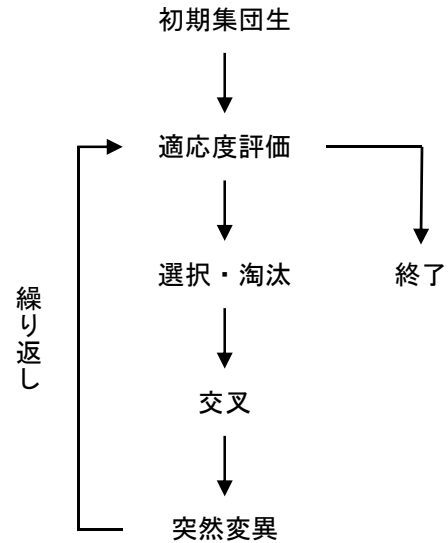 初期集団生
適応度評価
選択・淘汰
終了
繰り返し
交叉
突然変異